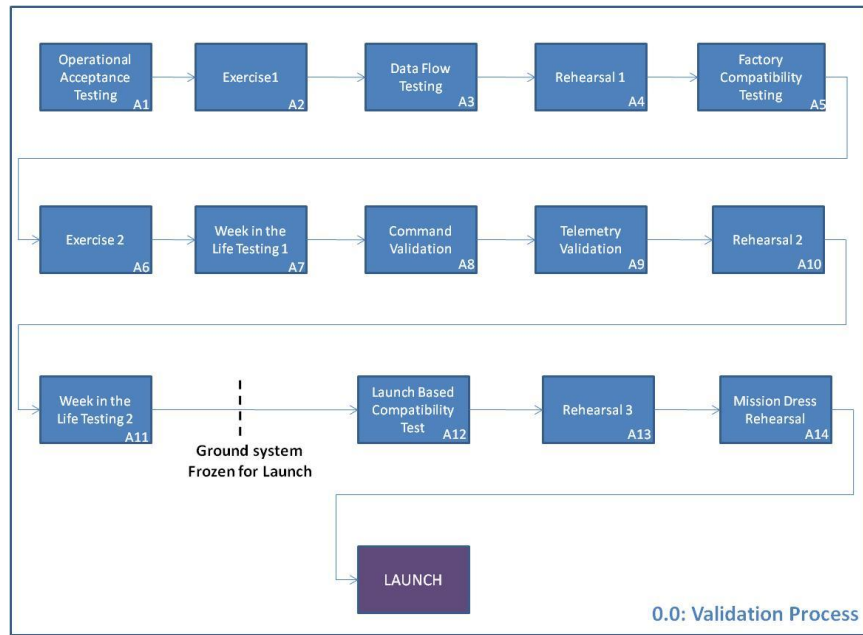 Operational
Acceptance
Testing
A1
Exercise1
A2
Data Flow
Testing
A3
Rehearsal 1
A4
Factory
Compatibility
Testing
A5
Exercise 2
A6
Week in the
Life Testing 1
A7
Command
Validation
A8
Telemetry
Validation
A9
Rehearsal 2
A10
Week in the
Life Testing 2
A11
Ground system
Frozen for Launch
Launch Based
Compatibility
Test
A12
Rehearsal 3
A13
Mission Dress
Rehearsal
A14
LAUNCH
0.0: Validation Process